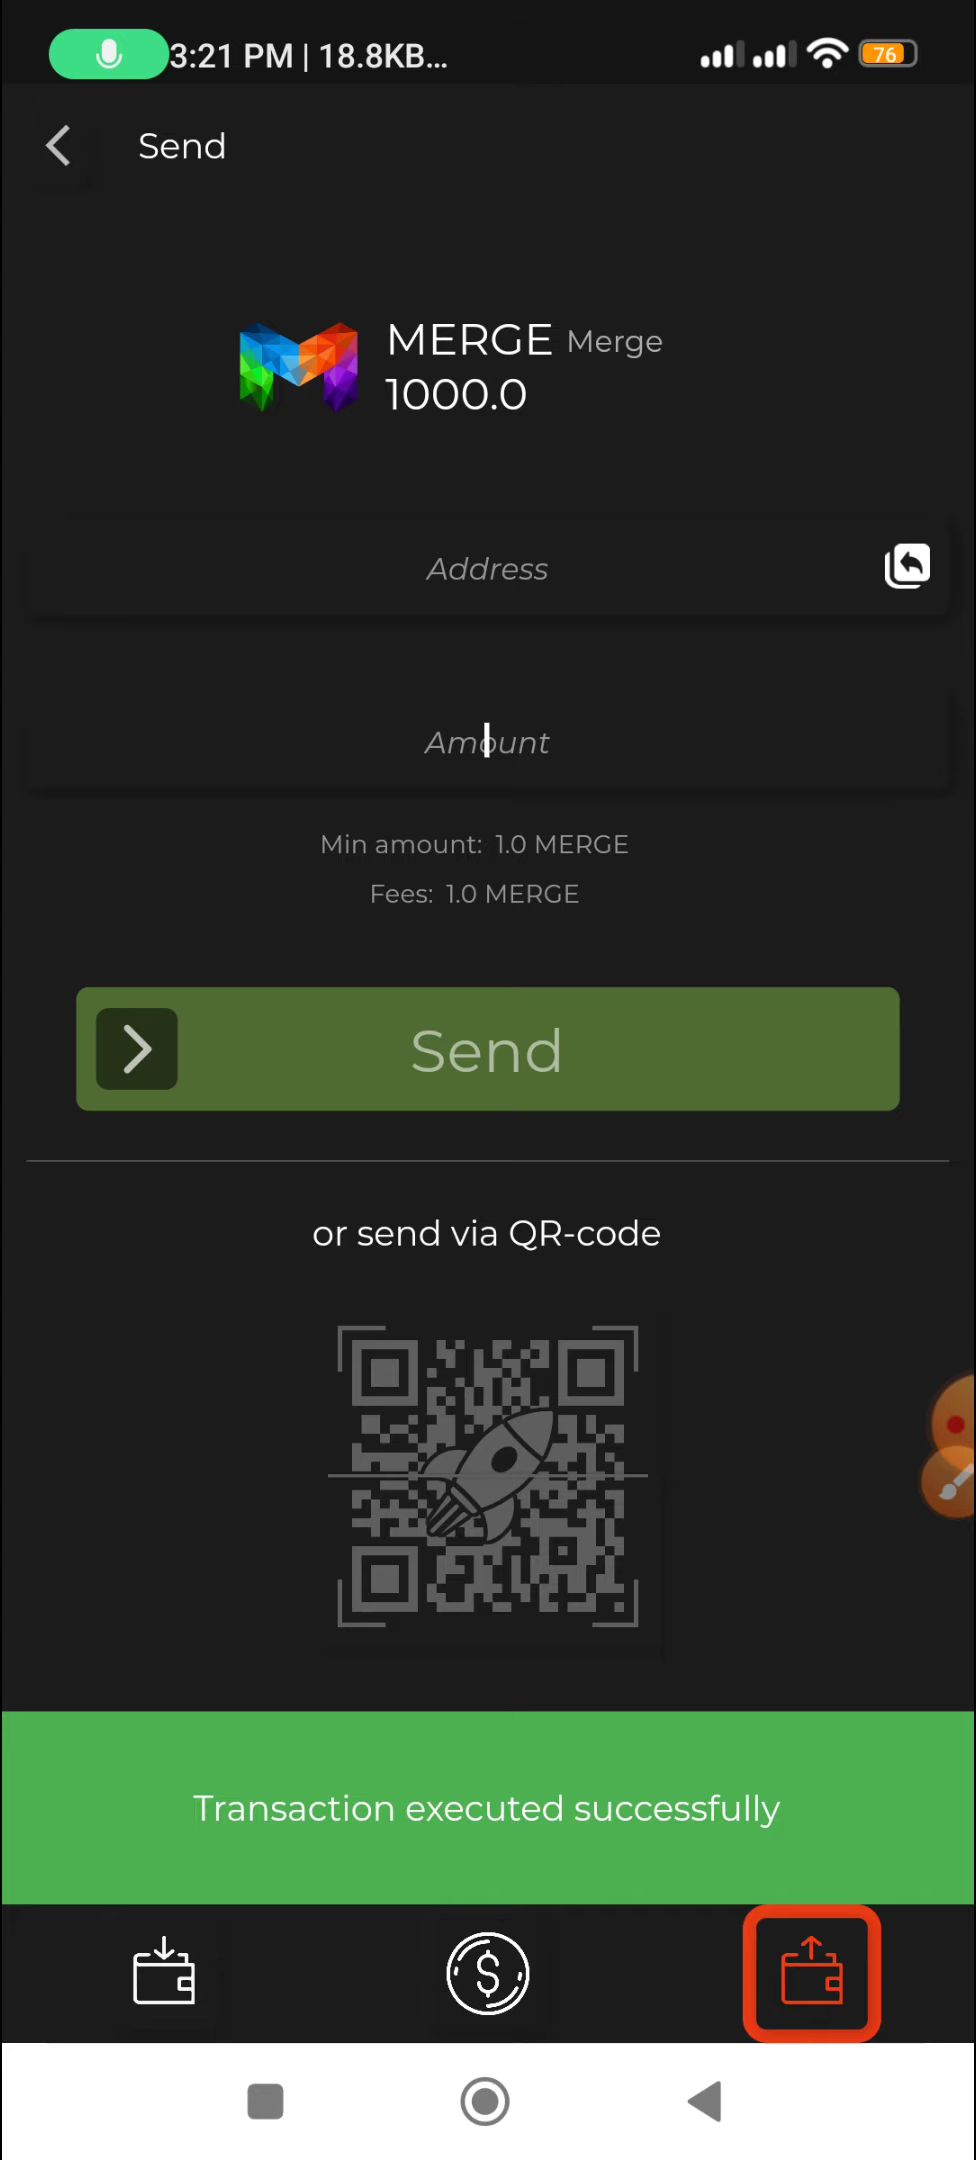 3:21 PM | 18.8KB...
76
Send
MERGE Merge
1000.0
Address
Amount
Min amount: 1.0 MERGE
Fees: 1.0 MERGE
Send
or send via QR-code
Transaction executed successfully